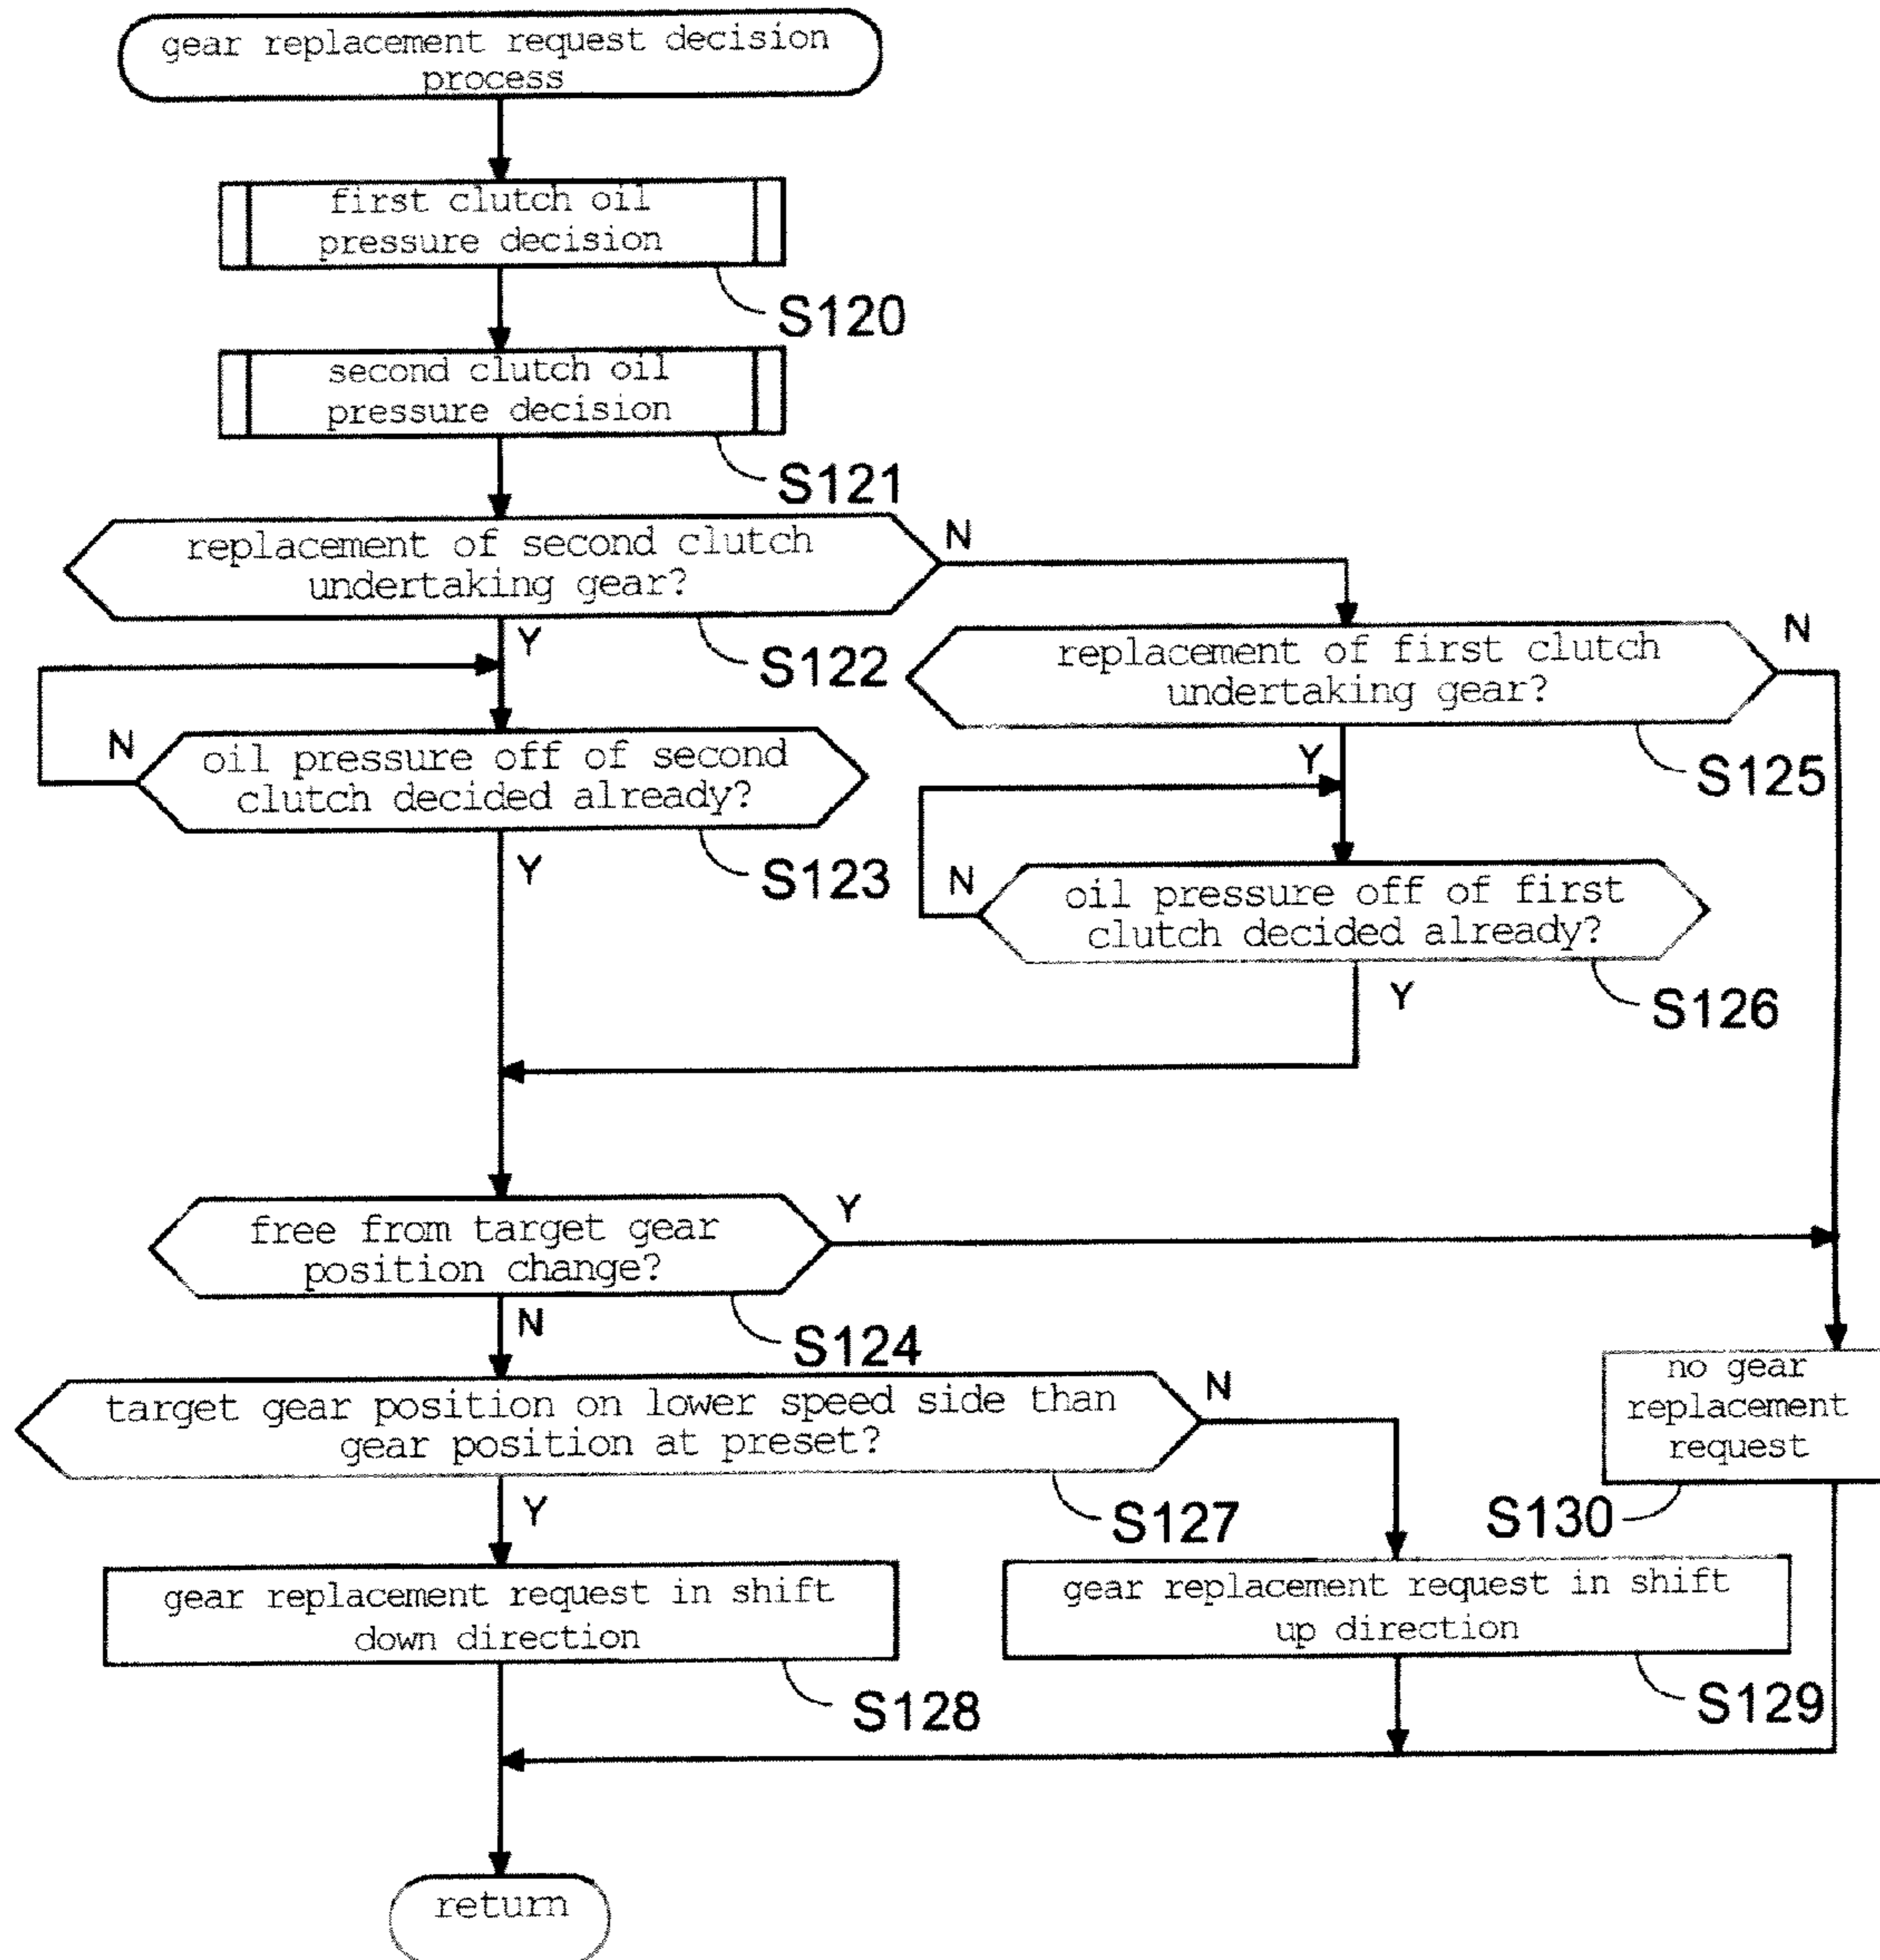 gear replacement request decision
process
first clutch oil
pressure decision
S120
second clutch oil
pressure decision
S121
replacement of second clutch
undertaking gear?
N
Y
S122
replacement of first clutch
undertaking gear?
N
Y
S125
oil pressure off of second
clutch decided already?
N
Y
S123
oil pressure off of first
clutch decided already?
N
Y
S126
free from target gear
position change?
Y
N
S124
target gear position on lower speed side than
gear position at preset?
N
Y
S127
no gear
replacement
request
S130
gear replacement request in shift
down direction
S128
gear replacement request in shift
up direction
S129
return